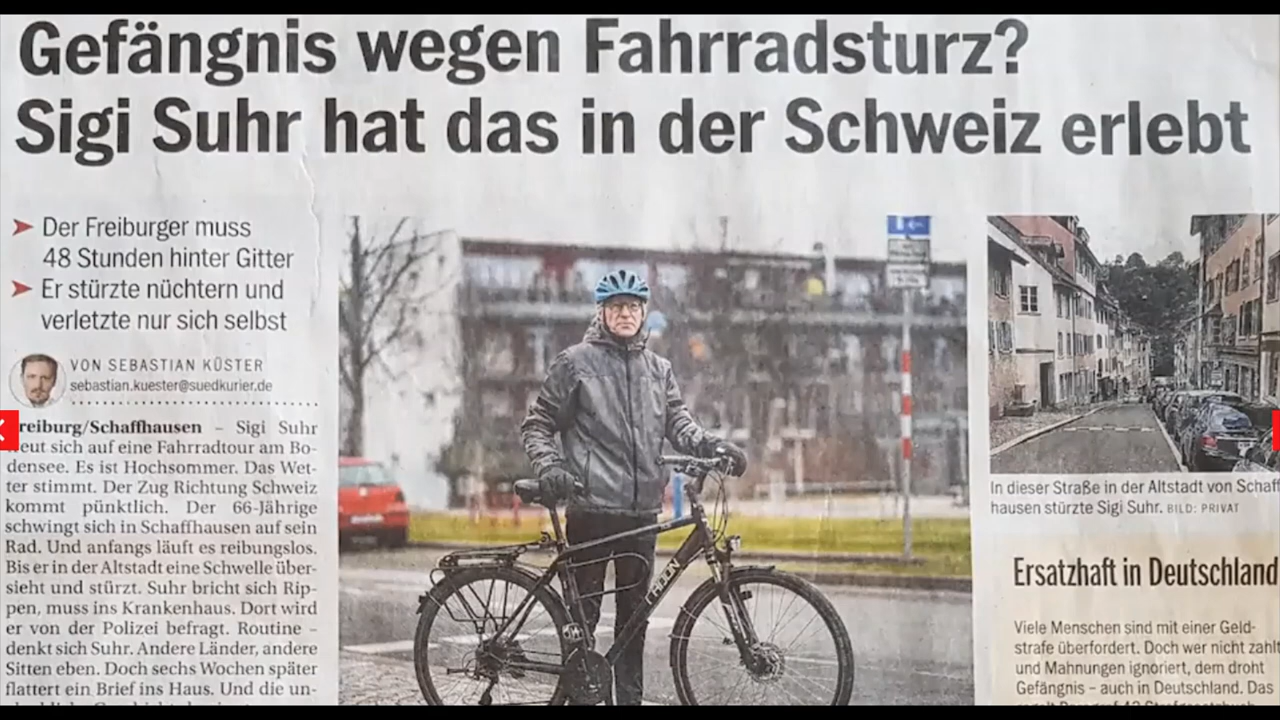 Gefängnis wegen Fahrradsturz?
Sigi Suhr hat das in der Schweiz erlebt
➤ Der Freiburger muss
48 Stunden hinter Gitter
➤ Er stürzte nüchtern und
verletzte nur sich selbst
VON SEBASTIAN KÜSTER
sebastian.kuester@suedkurier.de
reiburg/Schaffhausen – Sigi Suhr
eut sich auf eine Fahrradtour am Bo-
densee. Es ist Hochsommer. Das Wet-
ter stimmt. Der Zug Richtung Schweiz
kommt pünktlich. Der 66-Jährige
schwingt sich in Schaffhausen auf sein
Rad. Und anfangs läuft es reibungslos.
Bis er in der Altstadt eine Schwelle über-
sieht und stürzt. Suhr bricht sich Rip-
pen, muss ins Krankenhaus. Dort wird
er von der Polizei befragt. Routine –
denkt sich Suhr. Andere Länder, andere
Sitten eben. Doch sechs Wochen später
flattert ein Brief ins Haus. Und die un-
In dieser Straße in der Altstadt von Schaff
hausen stürzte Sigi Suhr. BILD: PRIVAT
Ersatzhaft in Deutschland
Viele Menschen sind mit einer Geld-
strafe überfordert. Doch wer nicht zahlt
und Mahnungen ignoriert, dem droht
Gefängnis – auch in Deutschland. Das